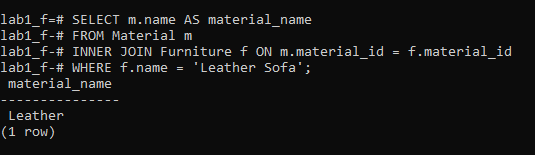 lab1_f=# SELECT m.name AS material_name
lab1_f-# FROM Material m
lab1_f-# INNER JOIN Furniture f ON m.material_id = f.material_id
lab1_f-# WHERE f.name = 'Leather Sofa';
 material_name
---------------
 Leather
(1 row)